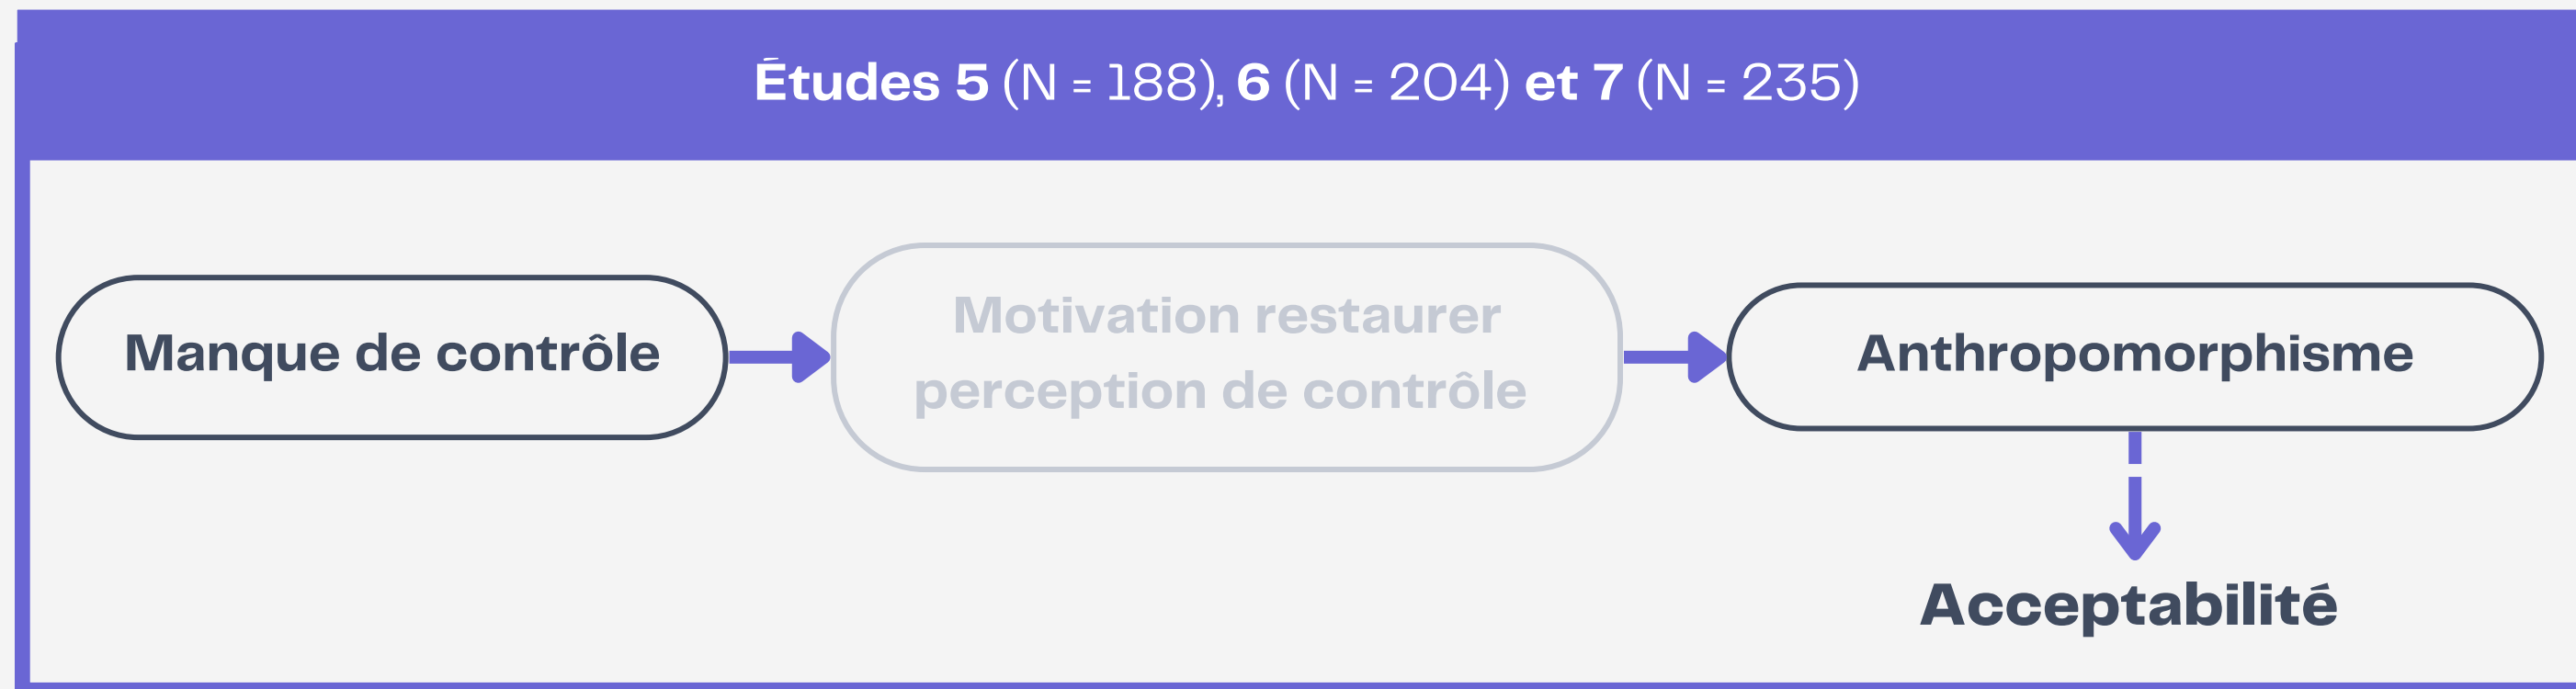 Études 5 (N = 188), 6 (N = 204) et 7 (N = 235)
Manque de contrôle
Motivation restaurer
perception de contrôle
Anthropomorphisme
Acceptabilité